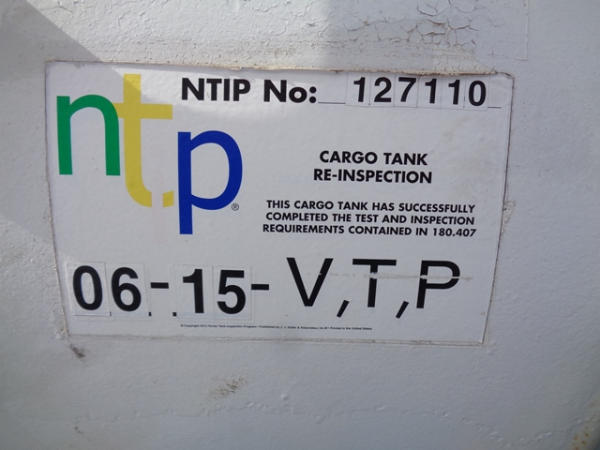 ntp®
NTIP No: 127110
CARGO TANK
RE-INSPECTION
THIS CARGO TANK HAS SUCCESSFULLY
COMPLETED THE TEST AND INSPECTION
REQUIREMENTS CONTAINED IN 180.407
06-15- V,T,P